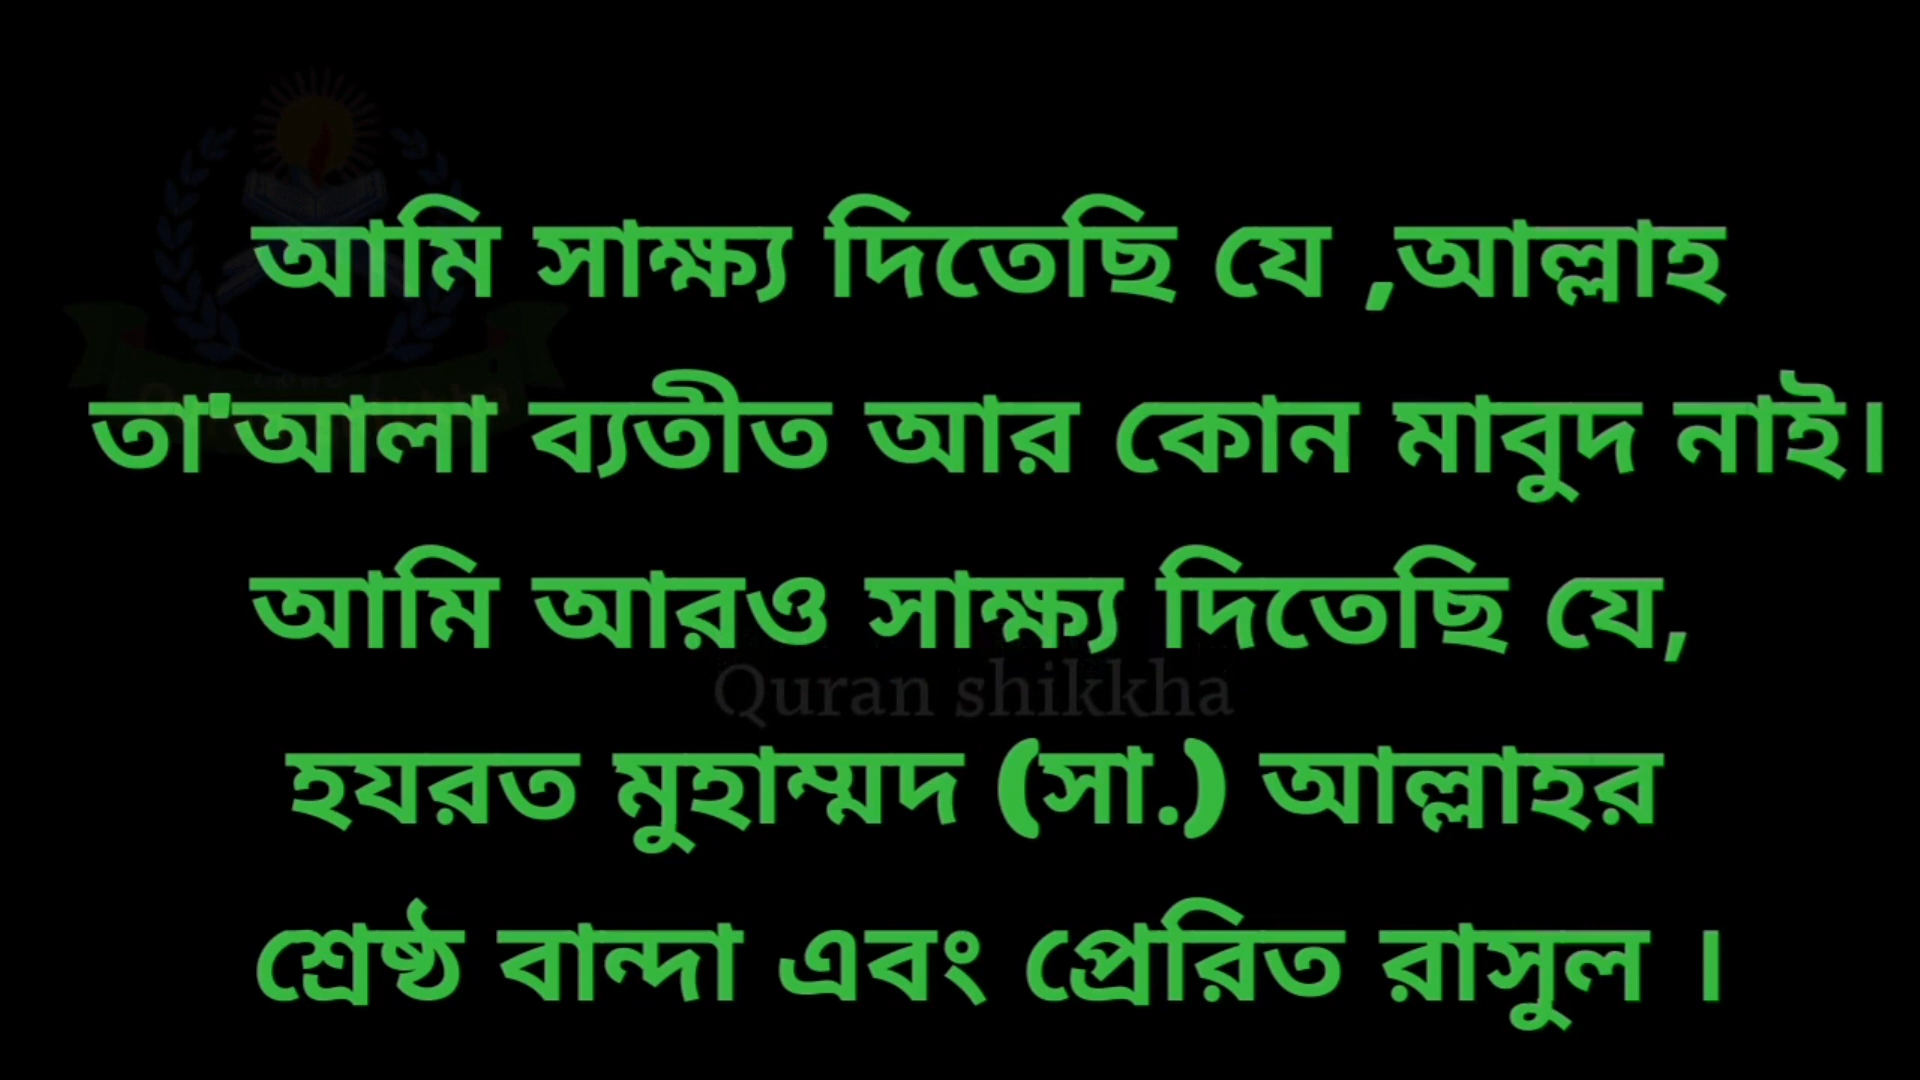 আমি সাক্ষ্য দিতেছি যে ,আল্লাহ
তা'আলা ব্যতীত আর কোন মাবুদ নাই।
আমি আরও সাক্ষ্য দিতেছি যে,
Quran shikkha
হযরত মুহাম্মদ (সা.) আল্লাহর
শ্রেষ্ঠ বান্দা এবং প্রেরিত রাসুল ।